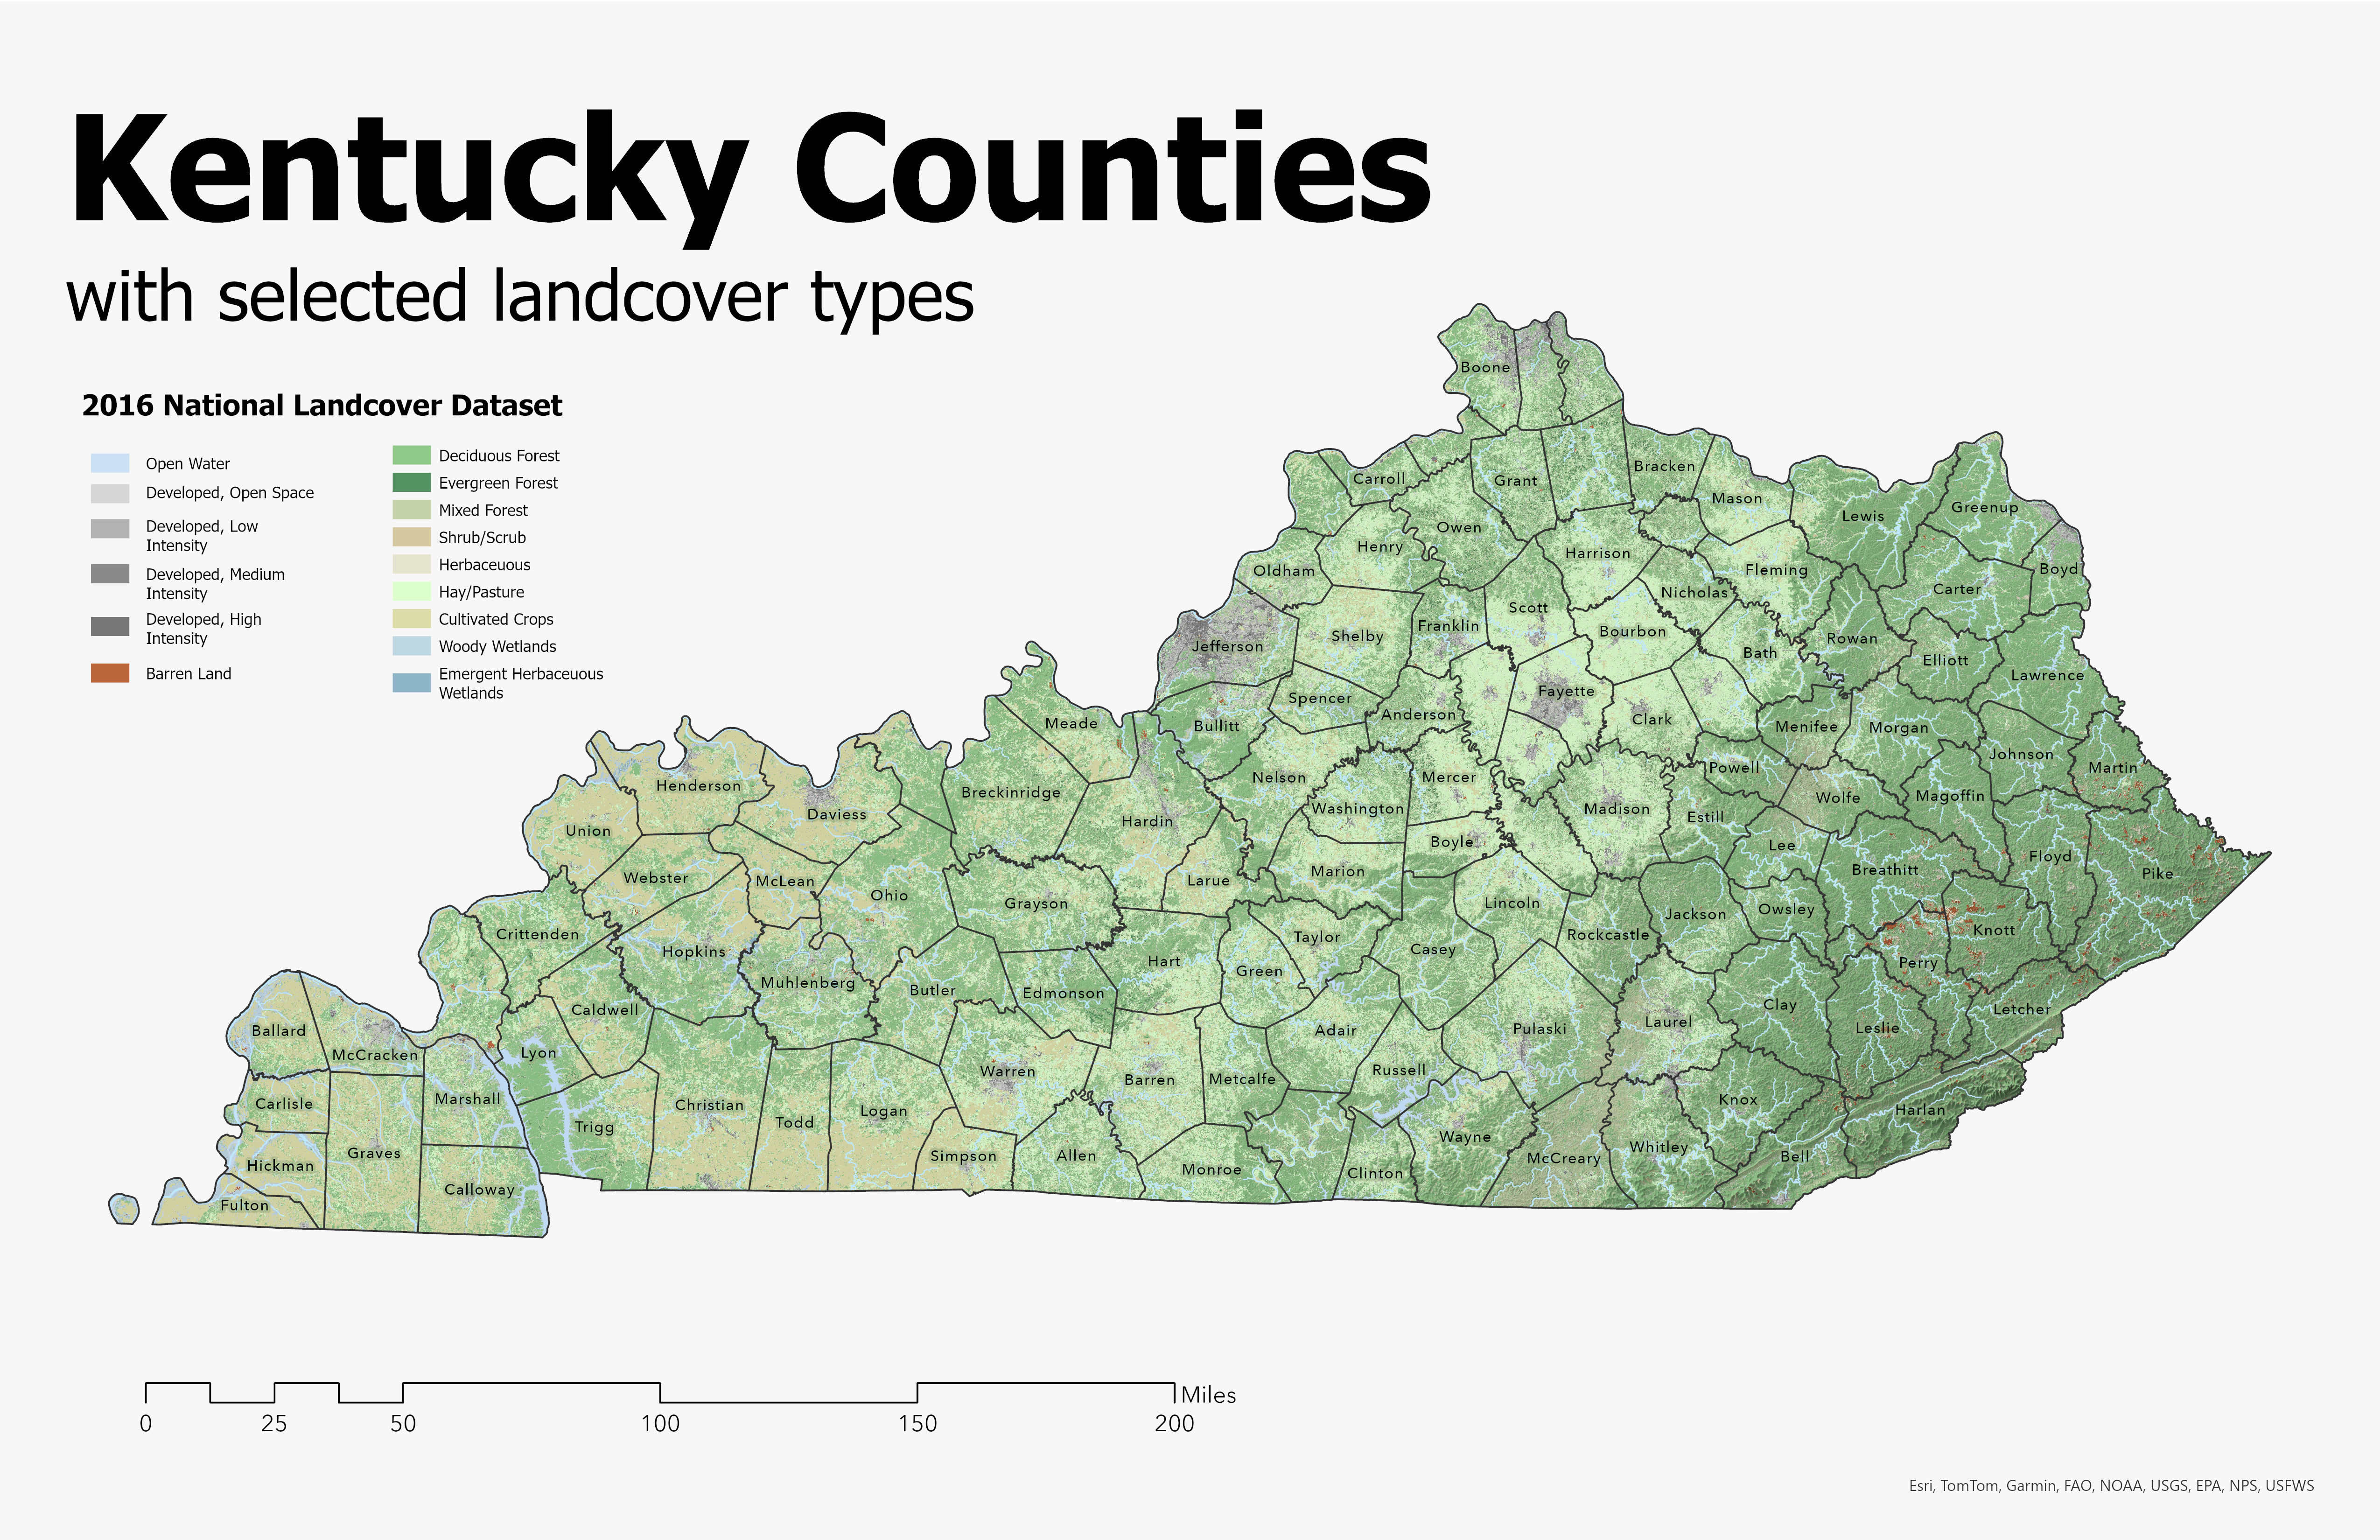 Kentucky Counties
with selected landcover types
2016 National Landcover Dataset
Open Water
Developed, Open Space
Developed, Low
Intensity
Developed, Medium
Intensity
Developed, High
Intensity
Barren Land
Deciduous Forest
Evergreen Forest
Mixed Forest
Shrub/Scrub
Herbaceuous
Hay/Pasture
Cultivated Crops
Woody Wetlands
Emergent Herbaceuous
Wetlands
Boone
Bracken
Carroll
Grant
Mason
Greenup
Lewis
Owen
Henry
Harrison
Oldham
Fleming
Boyd
Carter
Nicholas
Scott
Franklin
Bourbon
Shelby
Rowan
Jefferson
Bath
Elliott
Lawrence
Fayette
Spencer
Anderson
Clark
Meade
Bullitt
Menifee
Morgan
Johnson
Powell
Martin
Nelson
Mercer
Henderson
Breckinridge
Wolfe
Magoffin
Washington
Madison
Daviess
Hardin
Estill
Union
Boyle
Lee
Floyd
Webster
McLean
Larue
Marion
Breathitt
Pike
Ohio
Grayson
Lincoln
Owsley
Jackson
Crittenden
Taylor
Rockcastle
Knott
Hopkins
Casey
Hart
Green
Perry
Muhlenberg
Butler
Edmonson
Caldwell
Clay
Letcher
Ballard
Adair
Pulaski
Laurel
Leslie
McCracken
Lyon
Warren
Barren
Metcalfe
Russell
Carlisle
Marshall
Christian
Logan
Knox
Harlan
Trigg
Todd
Graves
Simpson
Allen
Wayne
Whitley
Hickman
Monroe
Clinton
McCreary
Bell
Calloway
Fulton
Miles
0 25 50 100 150 200
Esri, TomTom, Garmin, FAO, NOAA, USGS, EPA, NPS, USFWS